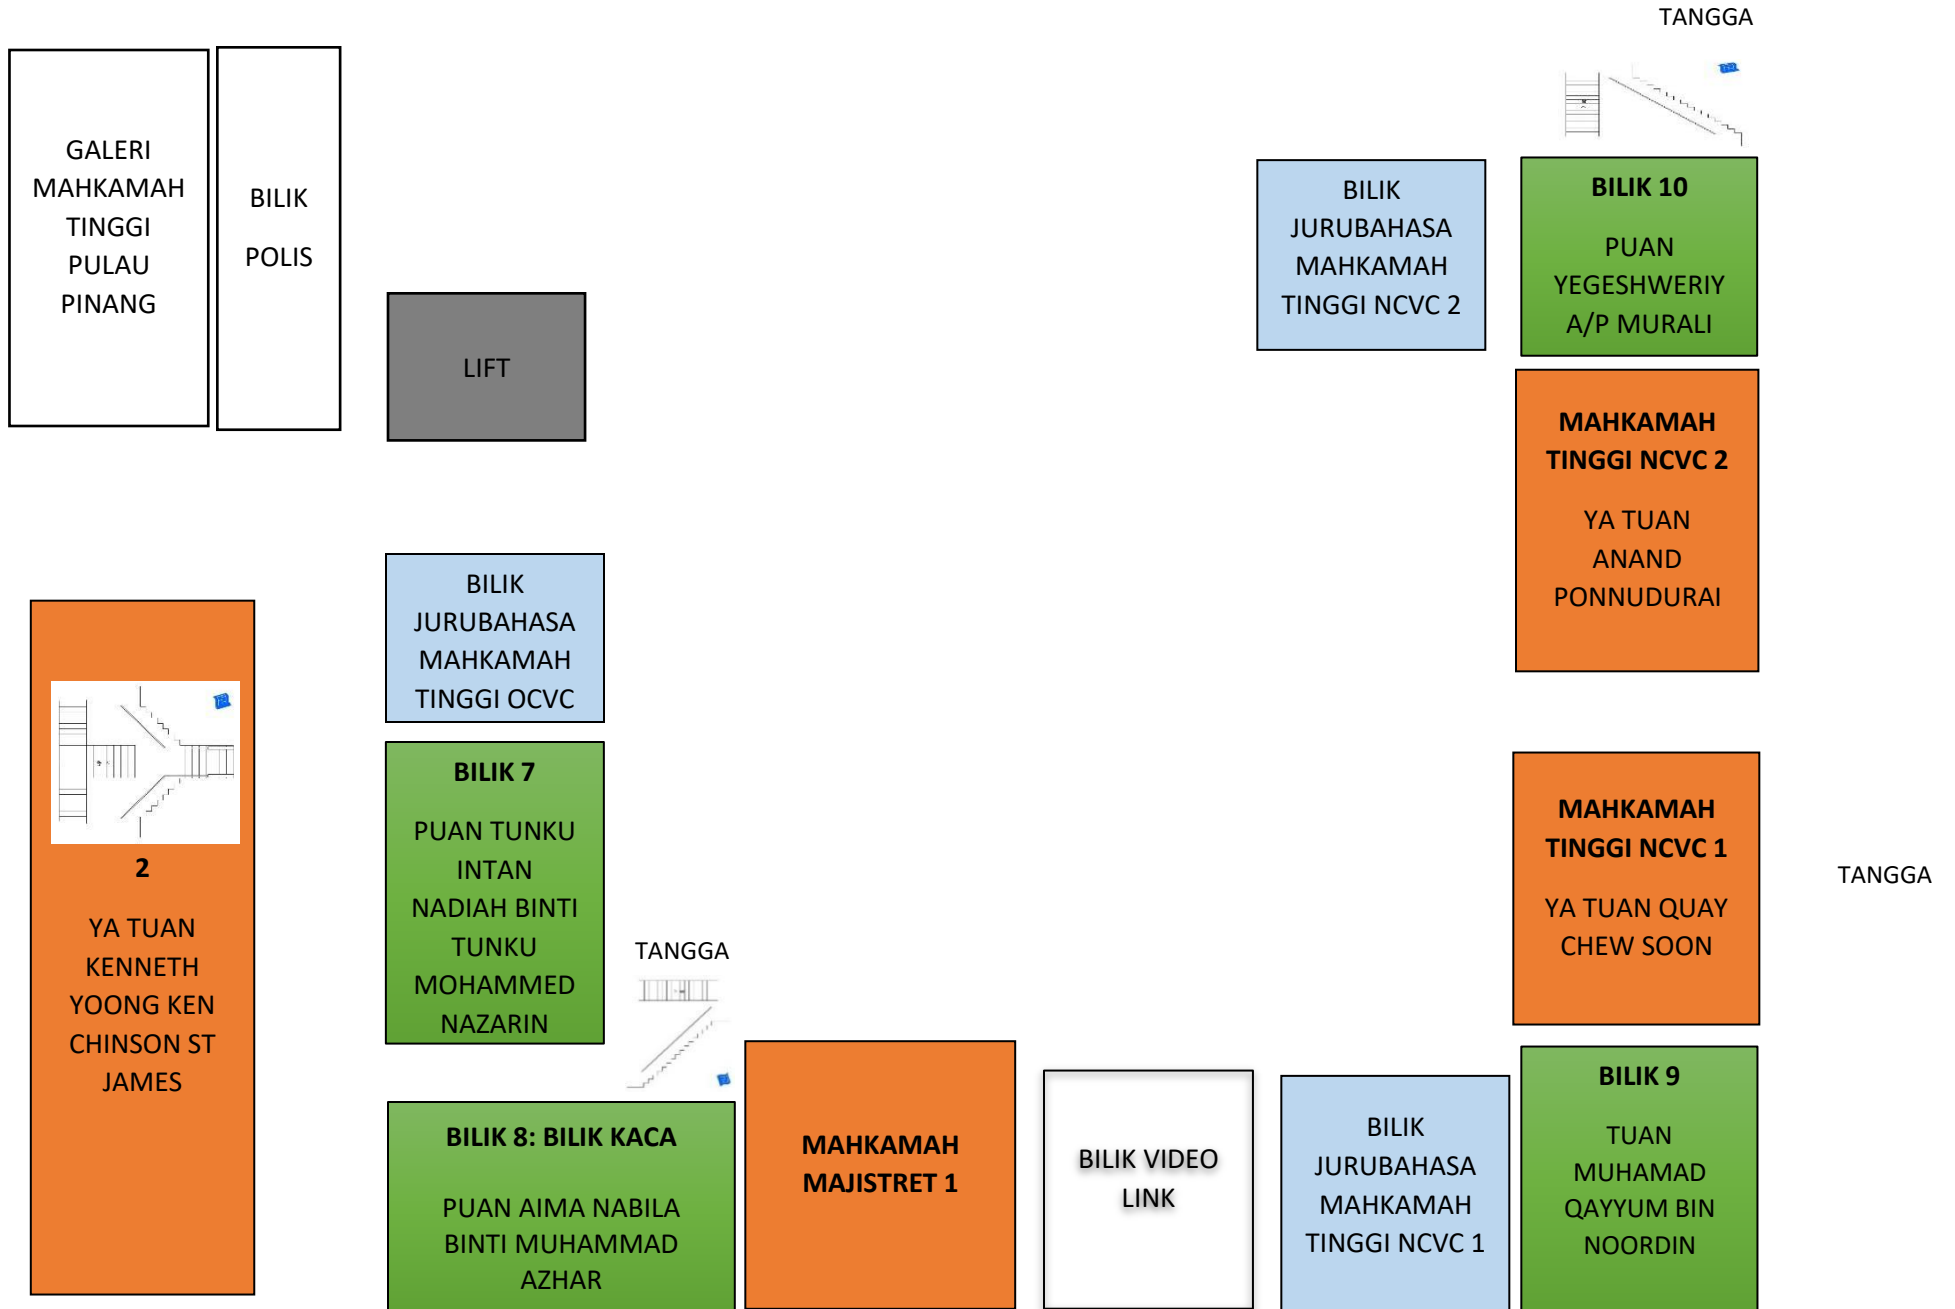 TANGGA
GALERI
MAHKAMAH
TINGGI
PULAU
PINANG
BILIK
POLIS
LIFT
BILIK
JURUBAHASA
MAHKAMAH
TINGGI NCVC 2
BILIK 10
PUAN
YEGESHWERIY
A/P MURALI
MAHKAMAH
TINGGI NCVC 2
YA TUAN
ANAND
PONNUDURAI
BILIK
JURUBAHASA
MAHKAMAH
TINGGI OCVC
2
YA TUAN
KENNETH
YOONG KEN
CHINSON ST
JAMES
BILIK 7
PUAN TUNKU
INTAN
NADIAH BINTI
TUNKU
MOHAMMED
NAZARIN
TANGGA
MAHKAMAH
TINGGI NCVC 1
YA TUAN QUAY
CHEW SOON
TANGGA
BILIK 8: BILIK KACA
PUAN AIMA NABILA
BINTI MUHAMMAD
AZHAR
MAHKAMAH
MAJISTRET 1
BILIK VIDEO
LINK
BILIK
JURUBAHASA
MAHKAMAH
TINGGI NCVC 1
BILIK 9
TUAN
MUHAMAD
QAYYUM BIN
NOORDIN